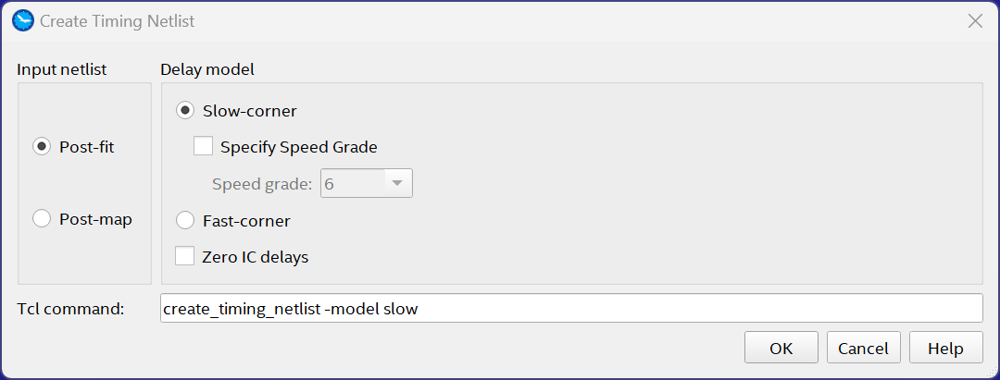 Create Timing Netlist
Input netlist
Delay model
Post-fit
Post-map
Slow-corner
Specify Speed Grade
Speed grade: 6
Fast-corner
Zero IC delays
Tcl command: create_timing_netlist -model slow
OK Cancel Help